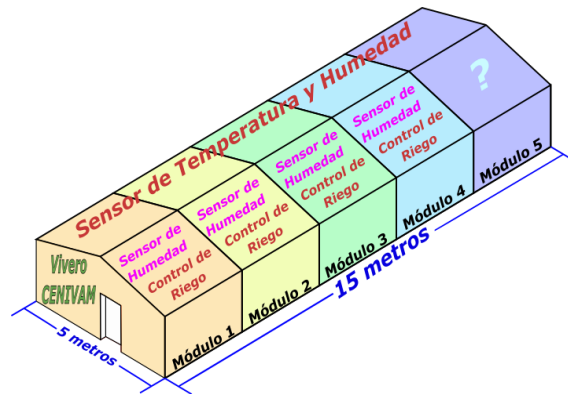 Sensor de Temperatura y Humedad
?
Sensor de
Humedad
Control de
Riego
Sensor de
Humedad
Control de
Riego
Sensor de
Humedad
Control de
Riego
Sensor de
Humedad
Control de
Riego
Vivero
CENIVAM
Módulo 1
Módulo 2
Módulo 3
Módulo 4
Módulo 5
5 metros
15 metros